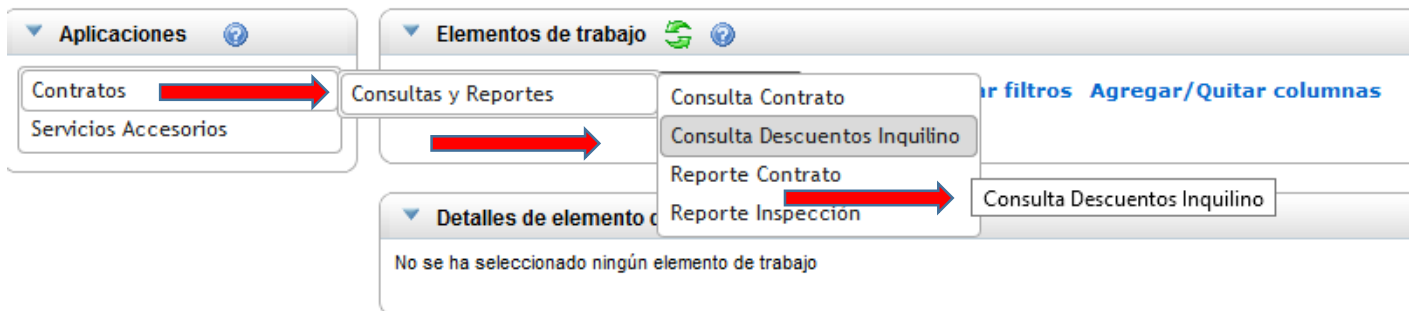 Aplicaciones
Elementos de trabajo
Contratos
Consultas y Reportes
Consulta Contrato
filtros Agregar/Quitar columnas
Servicios Accesorios
Consulta Descuentos Inquilino
Reporte Contrato
Consulta Descuentos Inquilino
Detalles de elemento
Reporte Inspección
No se ha seleccionado ningún elemento de trabajo